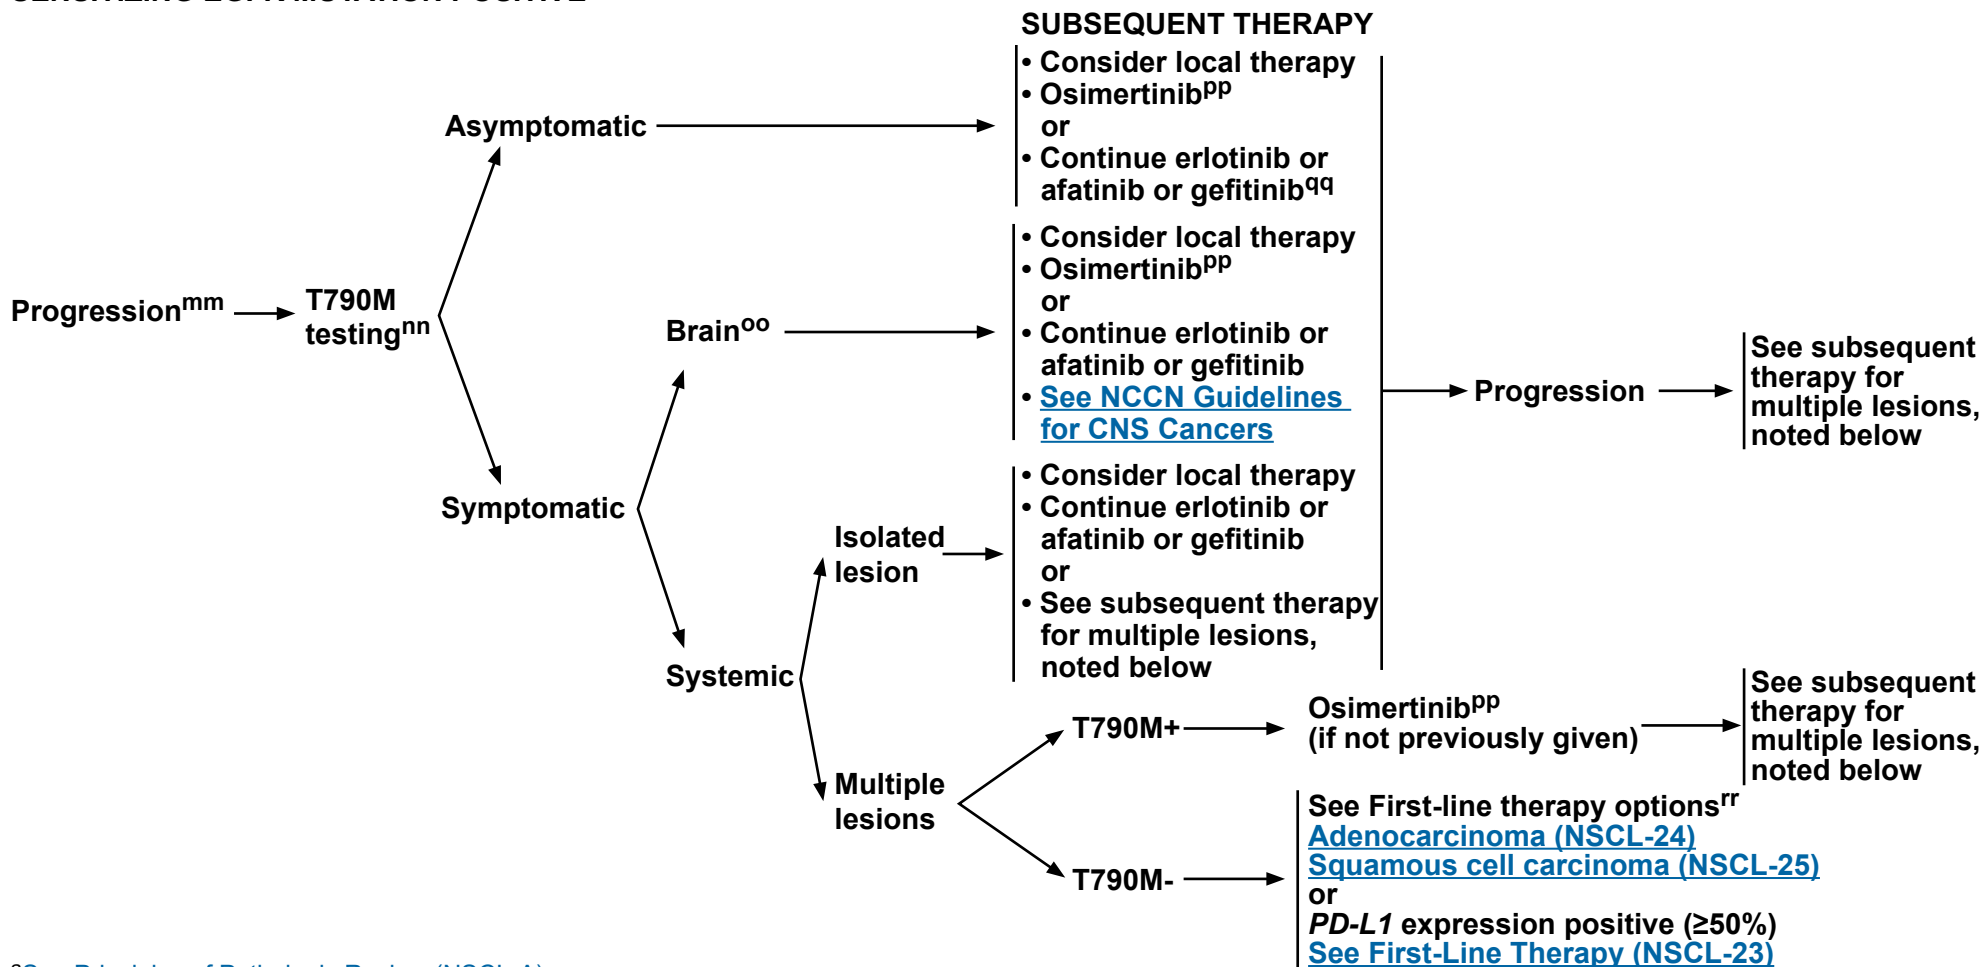 SUBSEQUENT THERAPY
• Consider local therapy
• Osimertinibpp
or
• Continue erlotinib or
afatinib or gefitinibqq
Asymptomatic
• Consider local therapy
• Osimertinibpp
or
• Continue erlotinib or
afatinib or gefitinib
• See NCCN Guidelines
for CNS Cancers
Progressionmm
T790M
testingnn
Brainoo
Progression
See subsequent
therapy for
multiple lesions,
noted below
Symptomatic
Isolated
lesion
• Consider local therapy
• Continue erlotinib or
afatinib or gefitinib
or
• See subsequent therapy
for multiple lesions,
noted below
Systemic
Multiple
lesions
T790M+
Osimertinibpp
(if not previously given)
See subsequent
therapy for
multiple lesions,
noted below
T790M-
See First-line therapy optionsrr
Adenocarcinoma (NSCL-24)
Squamous cell carcinoma (NSCL-25)
or
PD-L1 expression positive (≥50%)
See First-Line Therapy (NSCL-23)